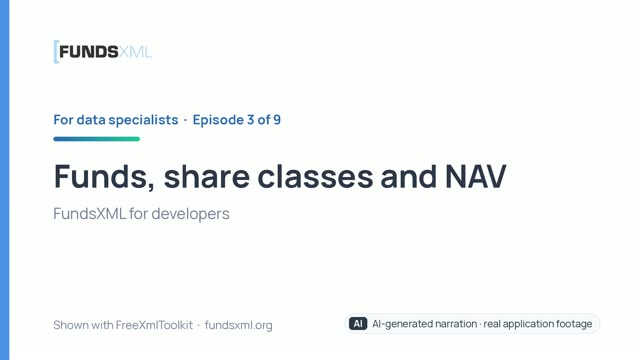 [FUNDSXML
For data specialists · Episode 3 of 9
Funds, share classes and NAV
FundsXML for developers
Shown with FreeXmlToolkit · fundsxml.org
AI AI-generated narration · real application footage